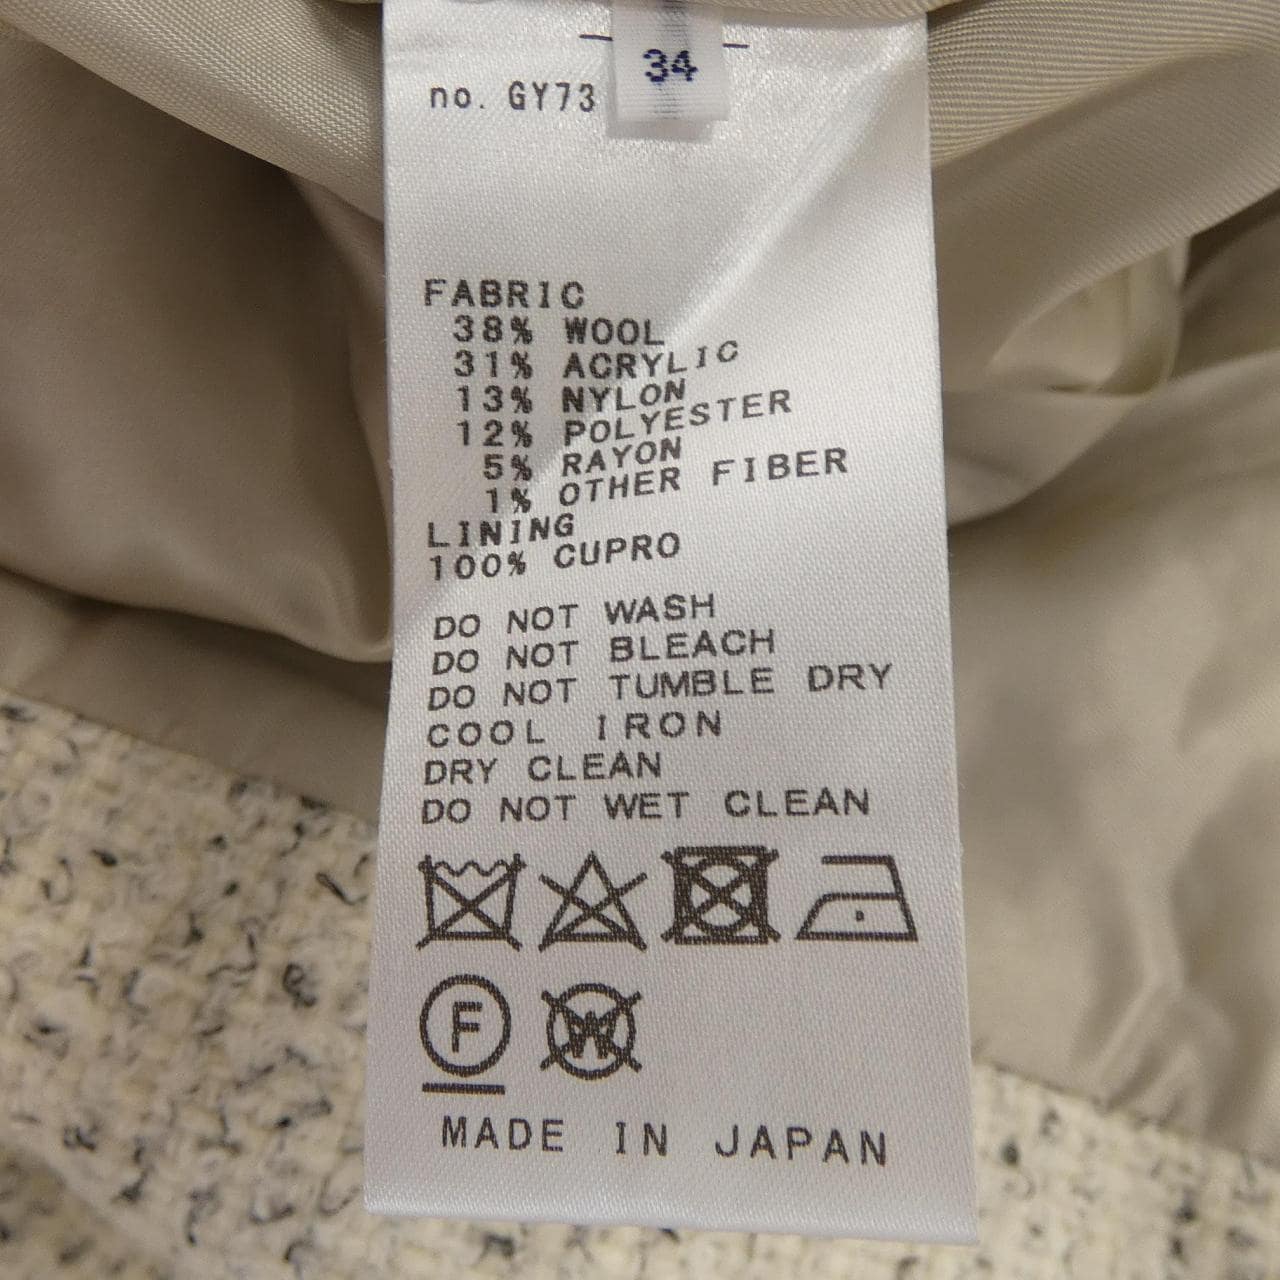 34
no. GY73
FABRIC
38% WOOL
31% ACRYLIC
13% NYLON
12% POLYESTER
5% RAYON
1% OTHER FIBER
LINING
100% CUPRO
DO NOT WASH
DO NOT BLEACH
DO NOT TUMBLE DRY
COOL IRON
DRY CLEAN
DO NOT WET CLEAN
F W
MADE IN JAPAN